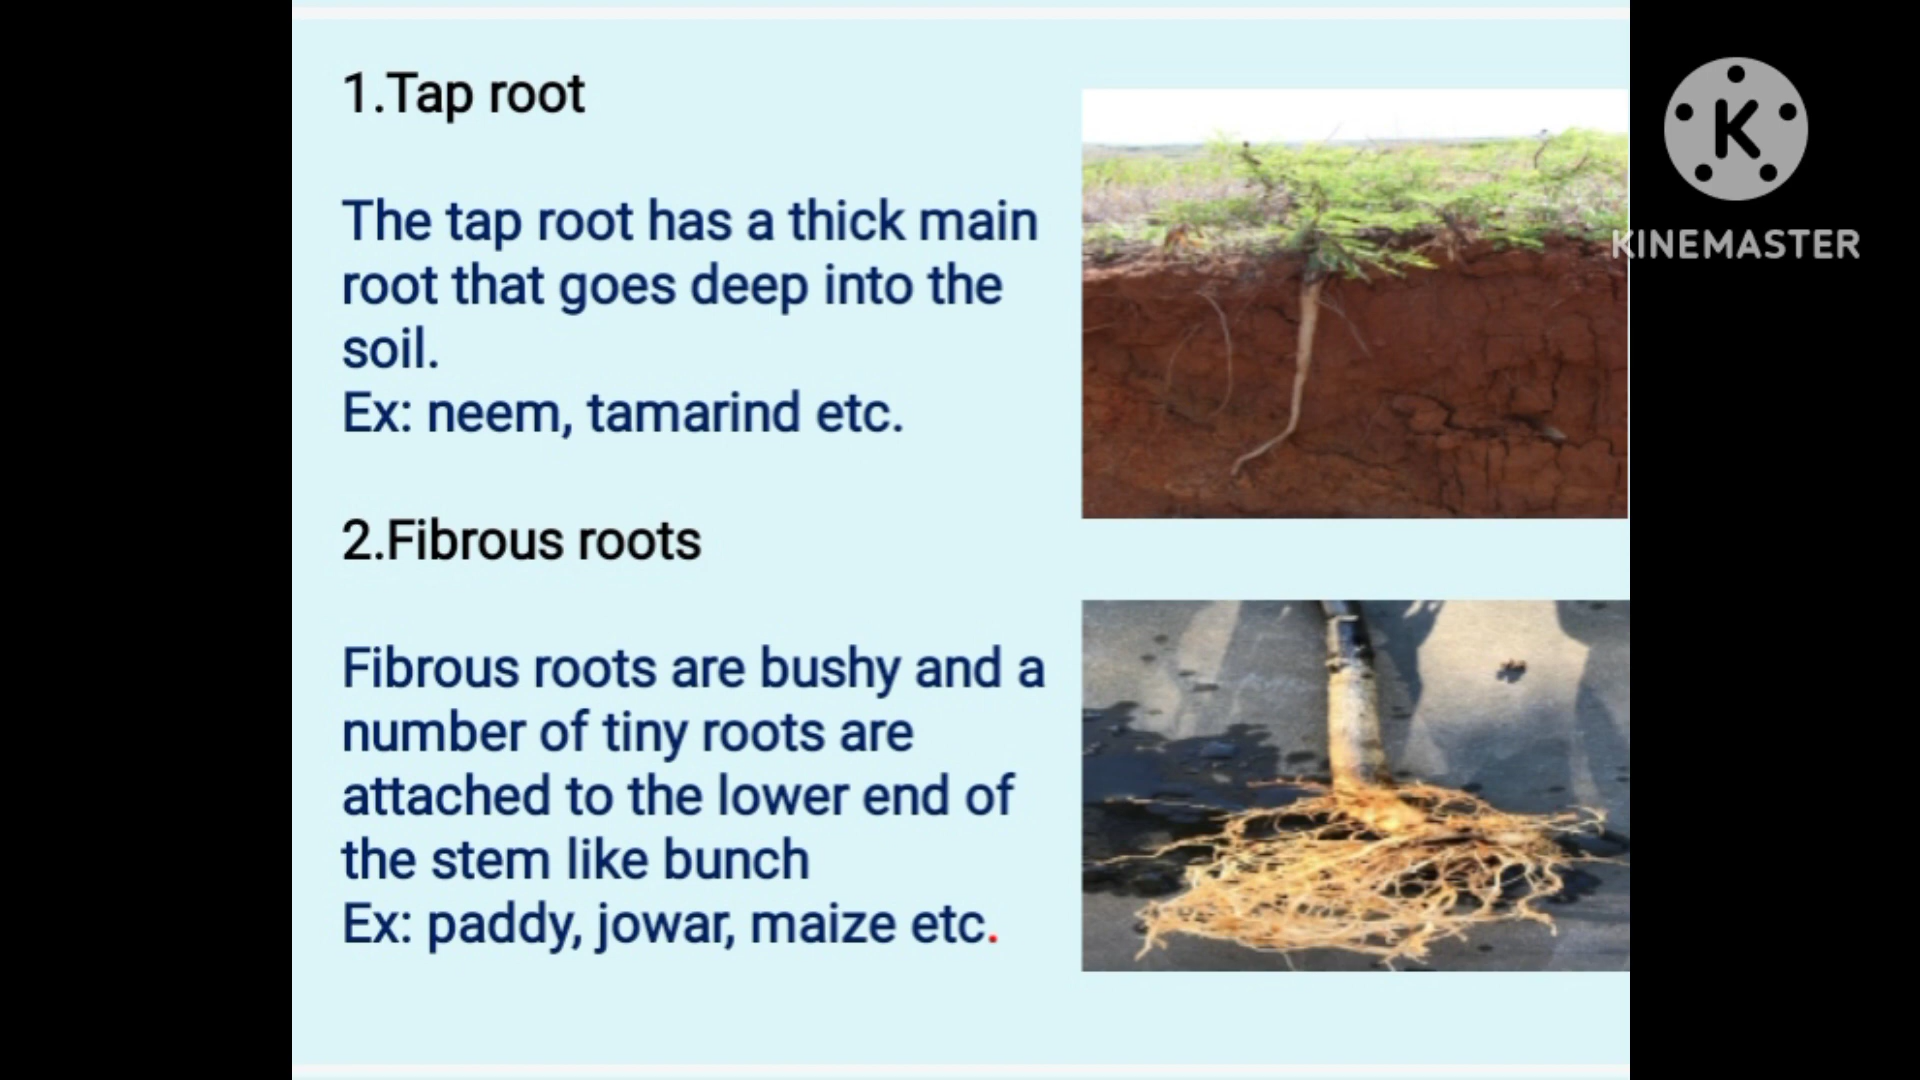 1.Tap root
The tap root has a thick main
root that goes deep into the
soil.
Ex: neem, tamarind etc.
2.Fibrous roots
Fibrous roots are bushy and a
number of tiny roots are
attached to the lower end of
the stem like bunch
Ex: paddy, jowar, maize etc.
K
KINEMASTER